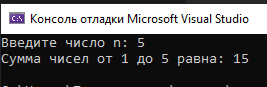 Консоль отладки Microsoft Visual Studio
Введите число n: 5
Сумма чисел от 1 до 5 равна: 15